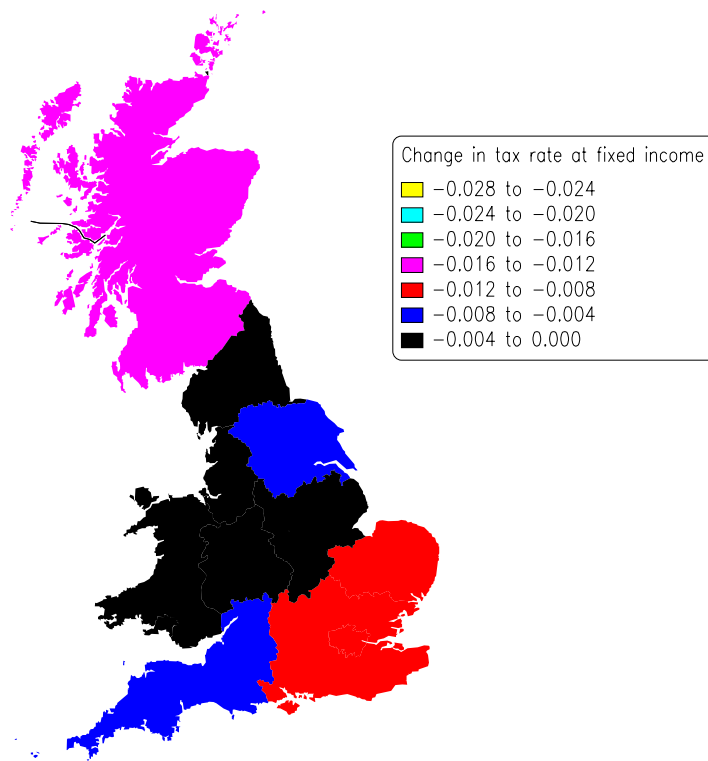 Change in tax rate at fixed income
-0.028 to -0.024
-0.024 to -0.020
-0.020 to -0.016
-0.016 to -0.012
-0.012 to -0.008
-0.008 to -0.004
-0.004 to 0.000